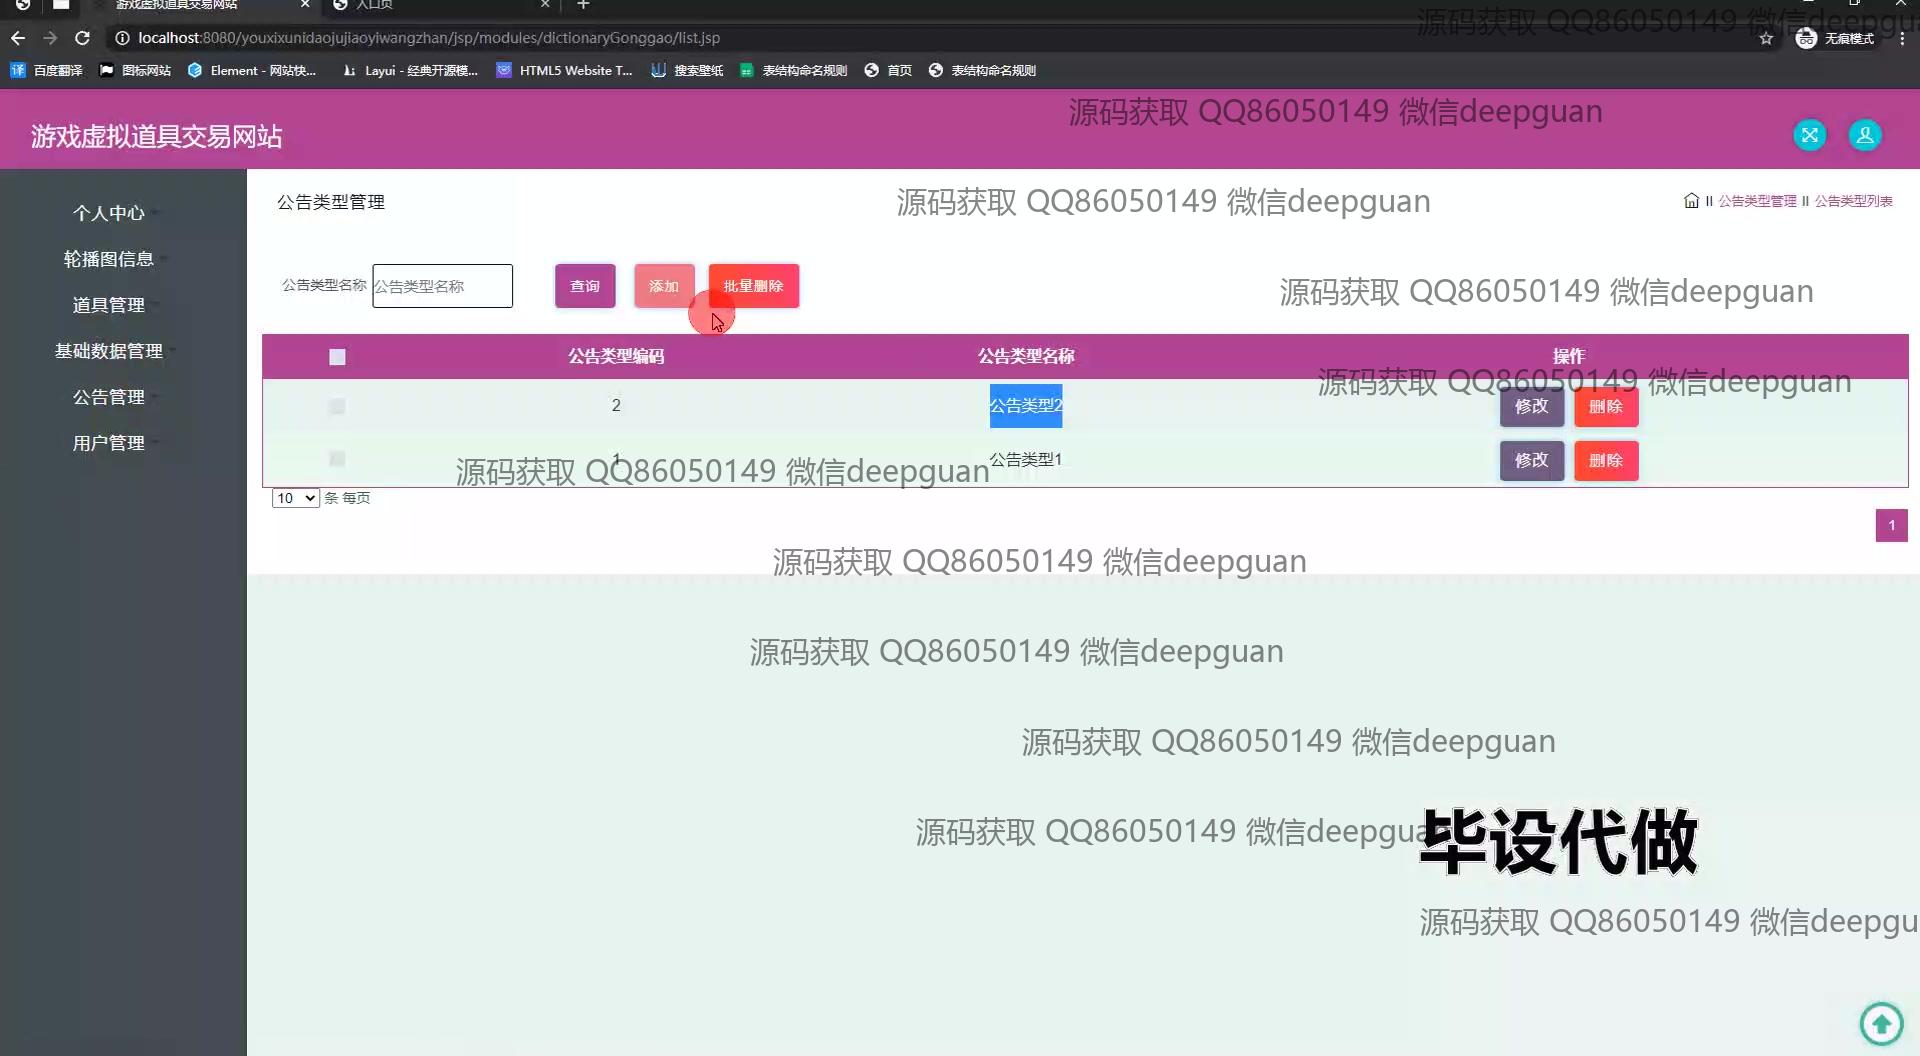 游戏虚拟道具交易网站
入口页
源码获取 QQ86050149 微信deepgu
localhost:8080/youxixunidaojujiaoyiwangzhan/jsp/modules/dictionaryGonggao/list.jsp
无痕模式
百度翻译 图标网站 Element - 网站快... Layui - 经典开源模... HTML5 Website T... 搜索壁纸 表结构命名规则 首页 表结构命名规则
源码获取 QQ86050149 微信deepguan
游戏虚拟道具交易网站
公告类型管理
源码获取 QQ86050149 微信deepguan
II 公告类型管理 II 公告类型列表
个人中心
轮播图信息
道具管理
基础数据管理
公告管理
用户管理
公告类型名称 公告类型名称 查询 添加 批量删除
源码获取 QQ86050149 微信deepguan
公告类型编码 公告类型名称 操作
源码获取 QQ86050149 微信deepguan
2 公告类型2 修改 删除
1 公告类型1 修改 删除
源码获取 QQ86050149 微信deepguan
10 条 每页
1
源码获取 QQ86050149 微信deepguan
源码获取 QQ86050149 微信deepguan
源码获取 QQ86050149 微信deepguan
源码获取 QQ86050149 微信deepgua
毕设代做
源码获取 QQ86050149 微信deepgu